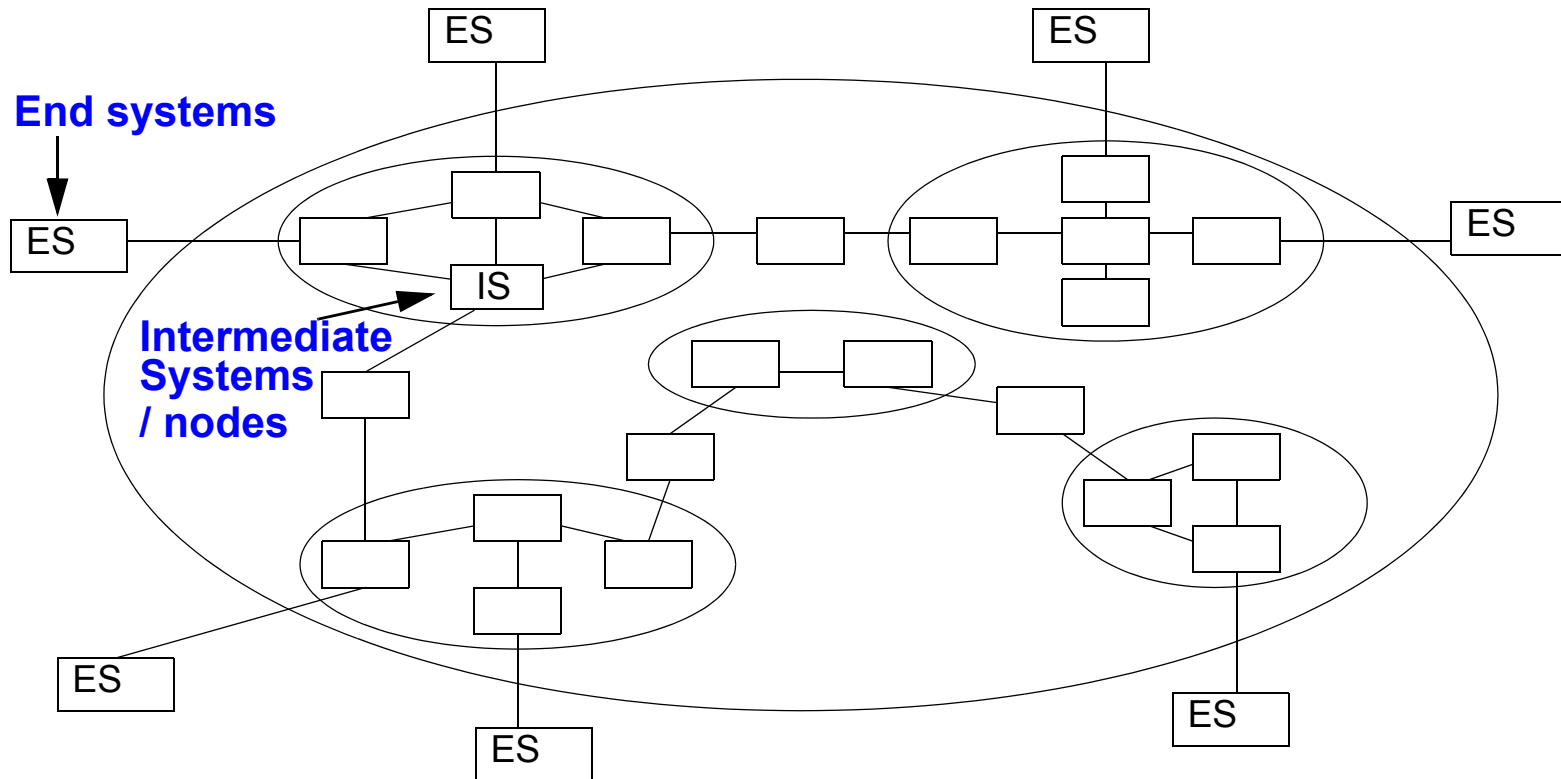 ES
ES
End systems
ES
ES
IS
Intermediate
Systems
/ nodes
ES
ES
ES